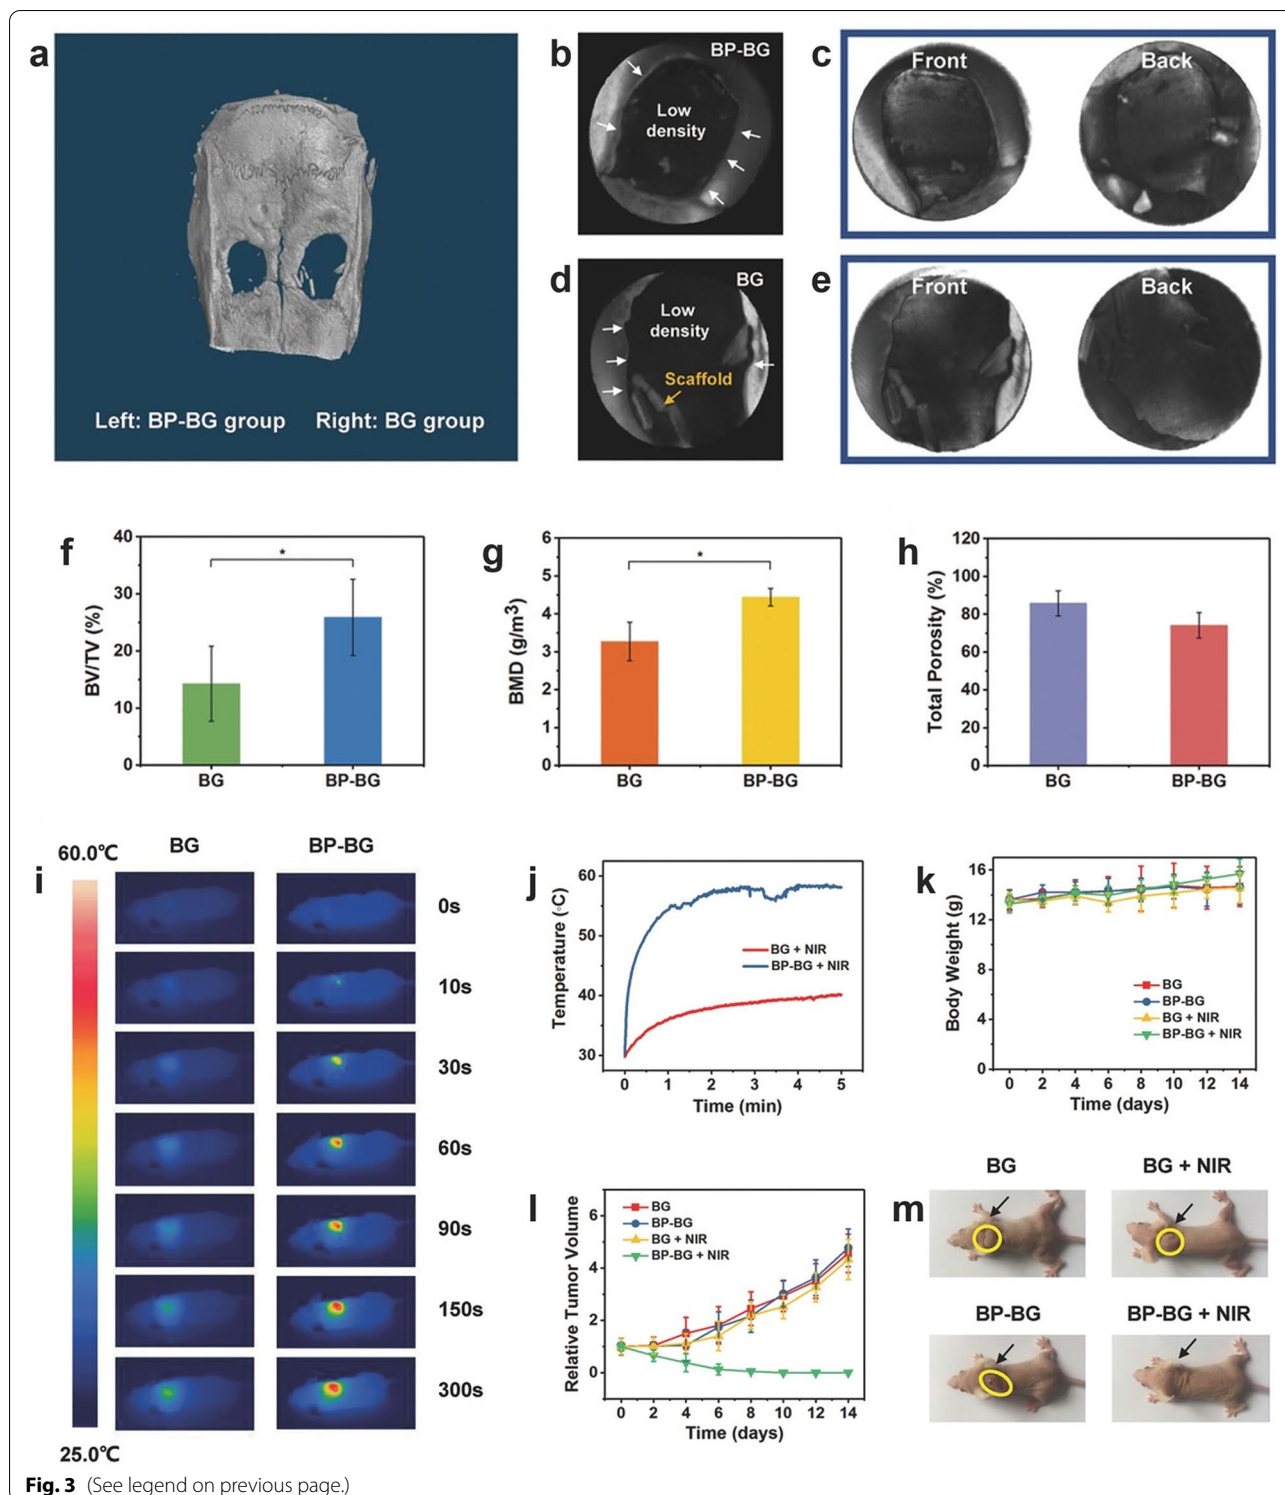 a
Left: BP-BG group
Right: BG group
b
BP-BG
Low
density
c
Front
Back
d
BG
Low
density
Scaffold
e
Front
Back
f
BV/TV (%)
40
30
20
10
0
*
BG
BP-BG
g
BMD (g/m³)
6
5
4
3
2
1
0
*
BG
BP-BG
h
Total Porosity (%)
120
100
80
60
40
20
0
BG
BP-BG
i
60.0℃
25.0℃
BG
BP-BG
0s
10s
30s
60s
90s
150s
300s
j
Temperature (◦C)
60
50
40
30
BG + NIR
BP-BG + NIR
0 1 2 3 4 5
Time (min)
k
Body Weight (g)
16
12
8
4
0
BG
BP-BG
BG + NIR
BP-BG + NIR
0 2 4 6 8 10 12 14
Time (days)
l
Relative Tumor Volume
6
4
2
0
BG
BP-BG
BG + NIR
BP-BG + NIR
0 2 4 6 8 10 12 14
Time (days)
m
BG
BG + NIR
BP-BG
BP-BG + NIR
Fig. 3 (See legend on previous page.)